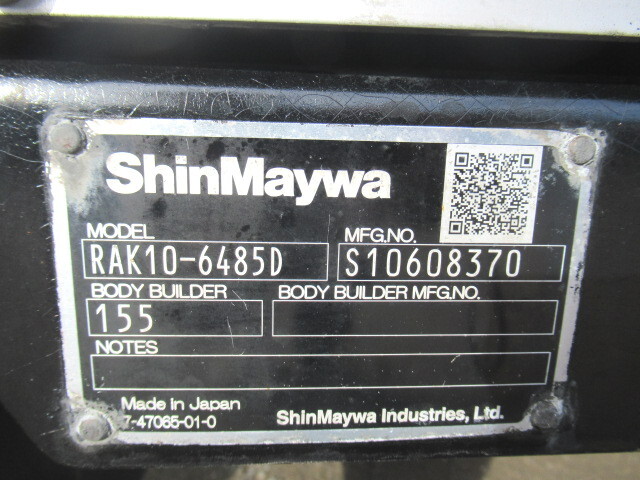 ShinMaywa
MODEL MFG.NO.
RAK10-6485D S10608370
BODY BUILDER BODY BUILDER MFG.NO.
155
NOTES
Made in Japan
7-47065-01-0 ShinMaywa Industries, Ltd.